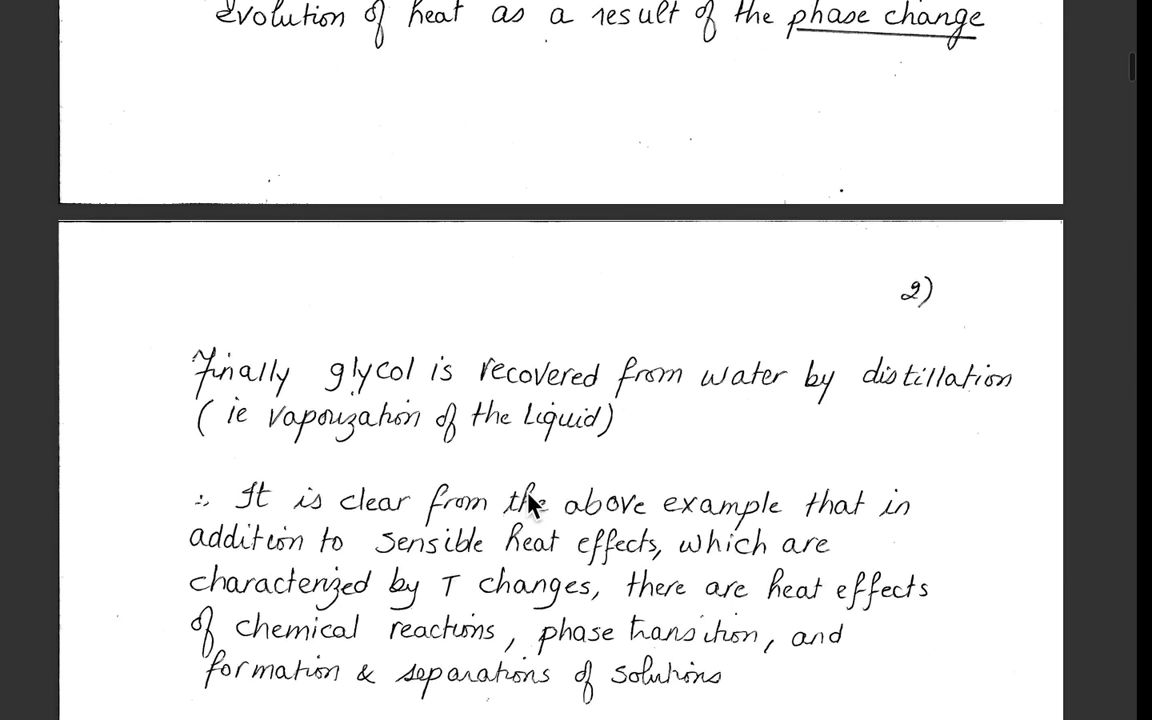 Evolution of heat as a result of the phase change
2)
Finally glycol is recovered from water by distillation
(ie vaporization of the Liquid)
∴ It is clear from the above example that in
addition to sensible heat effects, which are
characterized by T changes, there are heat effects
of chemical reactions, phase transition, and
formation & separations of solutions